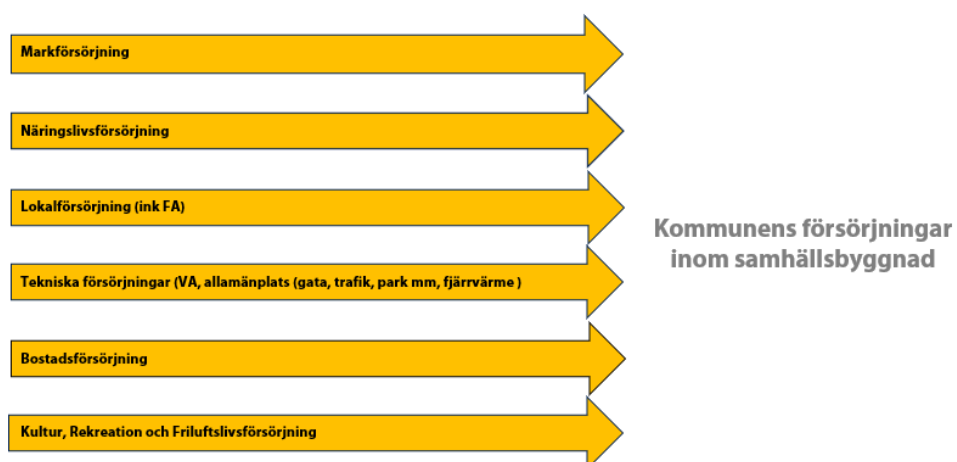 Markförsörjning
Näringslivsförsörjning
Lokalförsörjning (ink FA)
Kommunens försörjningar
inom samhällsbyggnad
Tekniska försörjningar (VA, allamänplats (gata, trafik, park mm, fjärrvärme )
Bostadsförsörjning
Kultur, Rekreation och Friluftslivsförsörjning